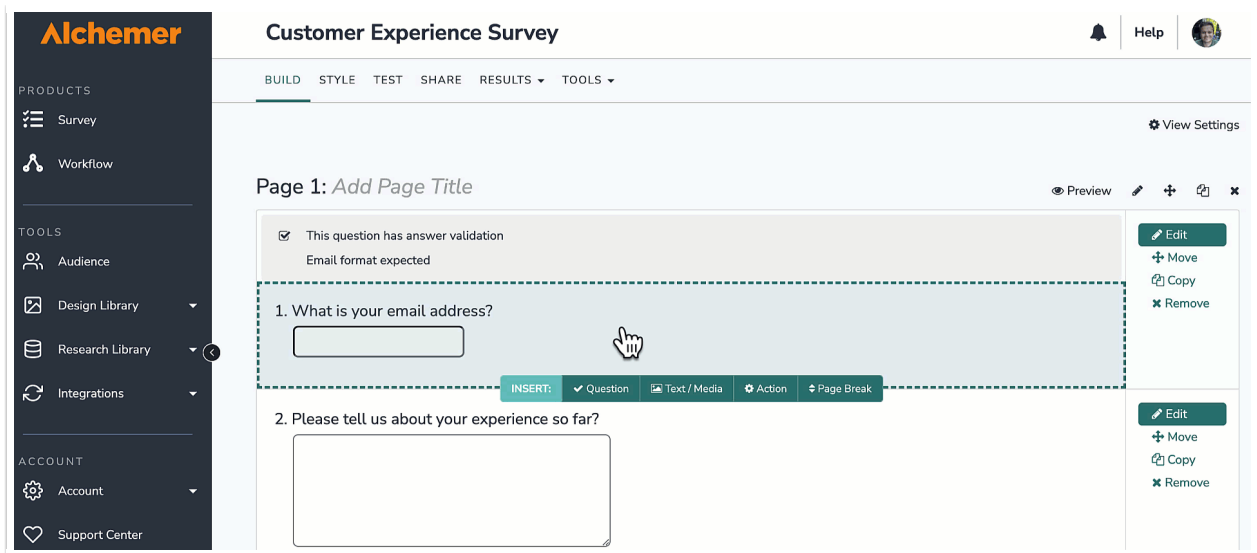 Alchemer
Customer Experience Survey
Help
BUILD STYLE TEST SHARE RESULTS TOOLS
PRODUCTS
Survey
Workflow
TOOLS
Audience
Design Library
Research Library
Integrations
ACCOUNT
Account
Support Center
View Settings
Page 1: Add Page Title
Preview
This question has answer validation
Email format expected
Edit
Move
Copy
Remove
1. What is your email address?
INSERT: Question Text / Media Action Page Break
2. Please tell us about your experience so far?
Edit
Move
Copy
Remove